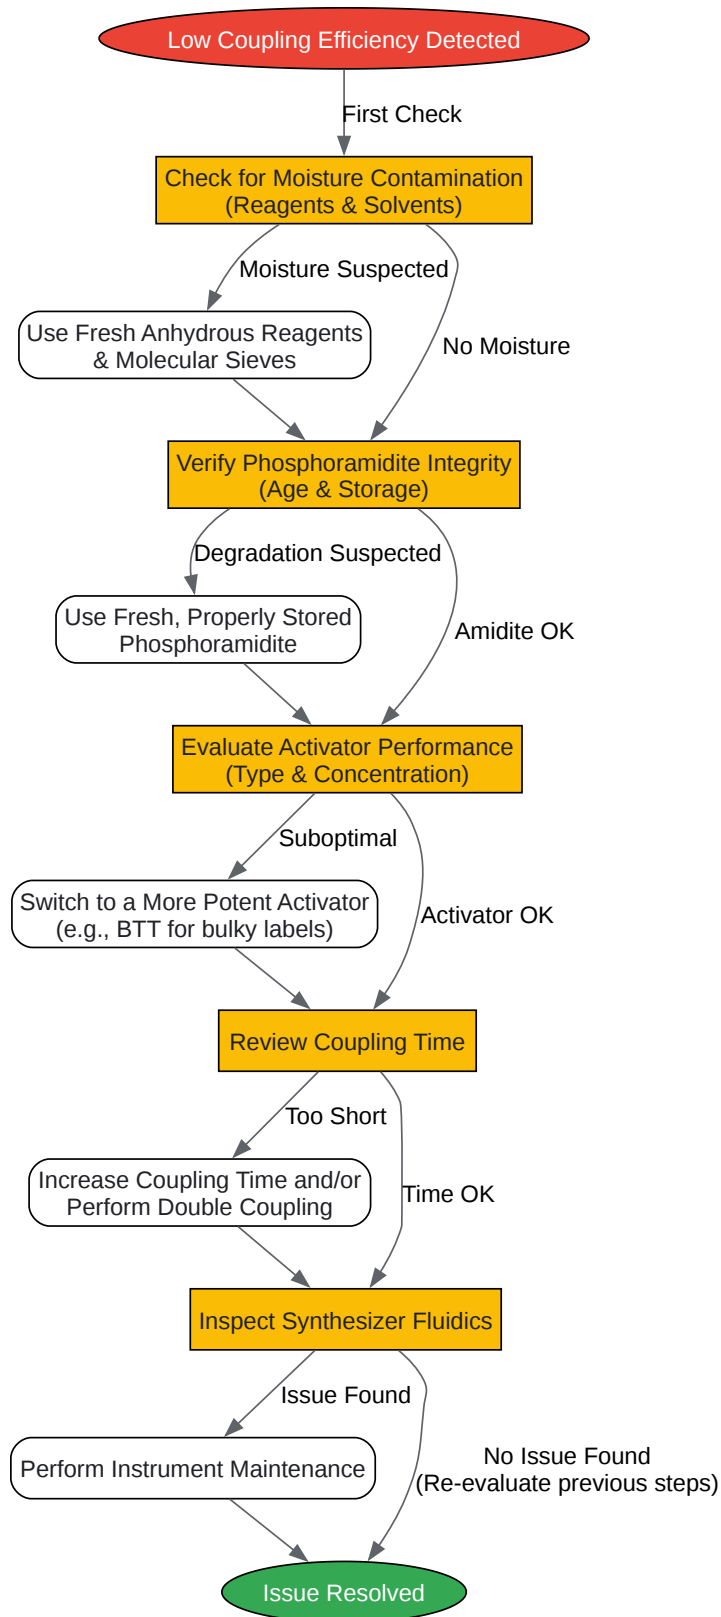 Low Coupling Efficiency Detected
First Check
Check for Moisture Contamination
(Reagents & Solvents)
Moisture Suspected
Use Fresh Anhydrous Reagents
& Molecular Sieves
No Moisture
Verify Phosphoramidite Integrity
(Age & Storage)
Degradation Suspected
Use Fresh, Properly Stored
Phosphoramidite
Amidite OK
Evaluate Activator Performance
(Type & Concentration)
Suboptimal
Switch to a More Potent Activator
(e.g., BTT for bulky labels)
Activator OK
Review Coupling Time
Too Short
Increase Coupling Time and/or
Perform Double Coupling
Time OK
Inspect Synthesizer Fluidics
Issue Found
Perform Instrument Maintenance
No Issue Found
(Re-evaluate previous steps)
Issue Resolved